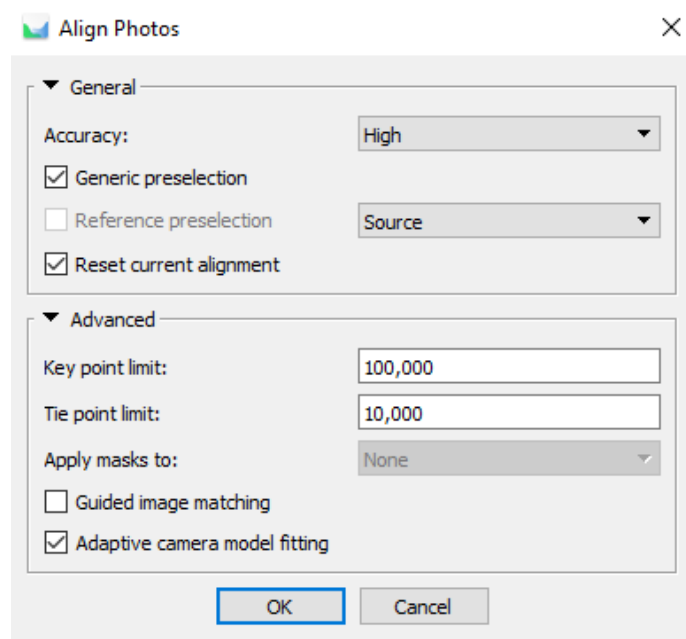 Align Photos
General
Accuracy: High
Generic preselection
Reference preselection Source
Reset current alignment
Advanced
Key point limit: 100,000
Tie point limit: 10,000
Apply masks to: None
Guided image matching
Adaptive camera model fitting
OK Cancel